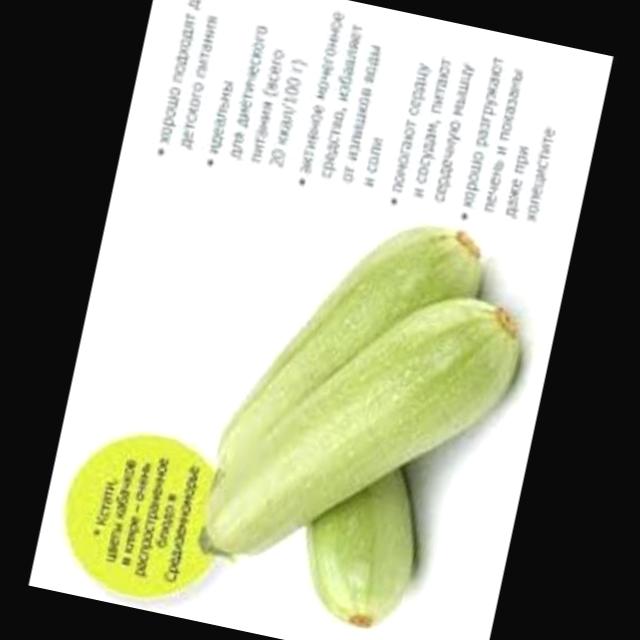 • хорошо подходят д
детского питания
• идеальны
для диетического
питания (всего
20 ккал/100 г)
• активное мочегонное
средство, избавляет
от излишков воды
и соли
• помогают сердцу
и сосудам, питают
сердечную мышцу
• хорошо разгружают
печень и показаны
даже при
холецистите
* Кстати,
цветы кабачков
в кляре – очень
распространенное
блюдо в
Средиземноморье.